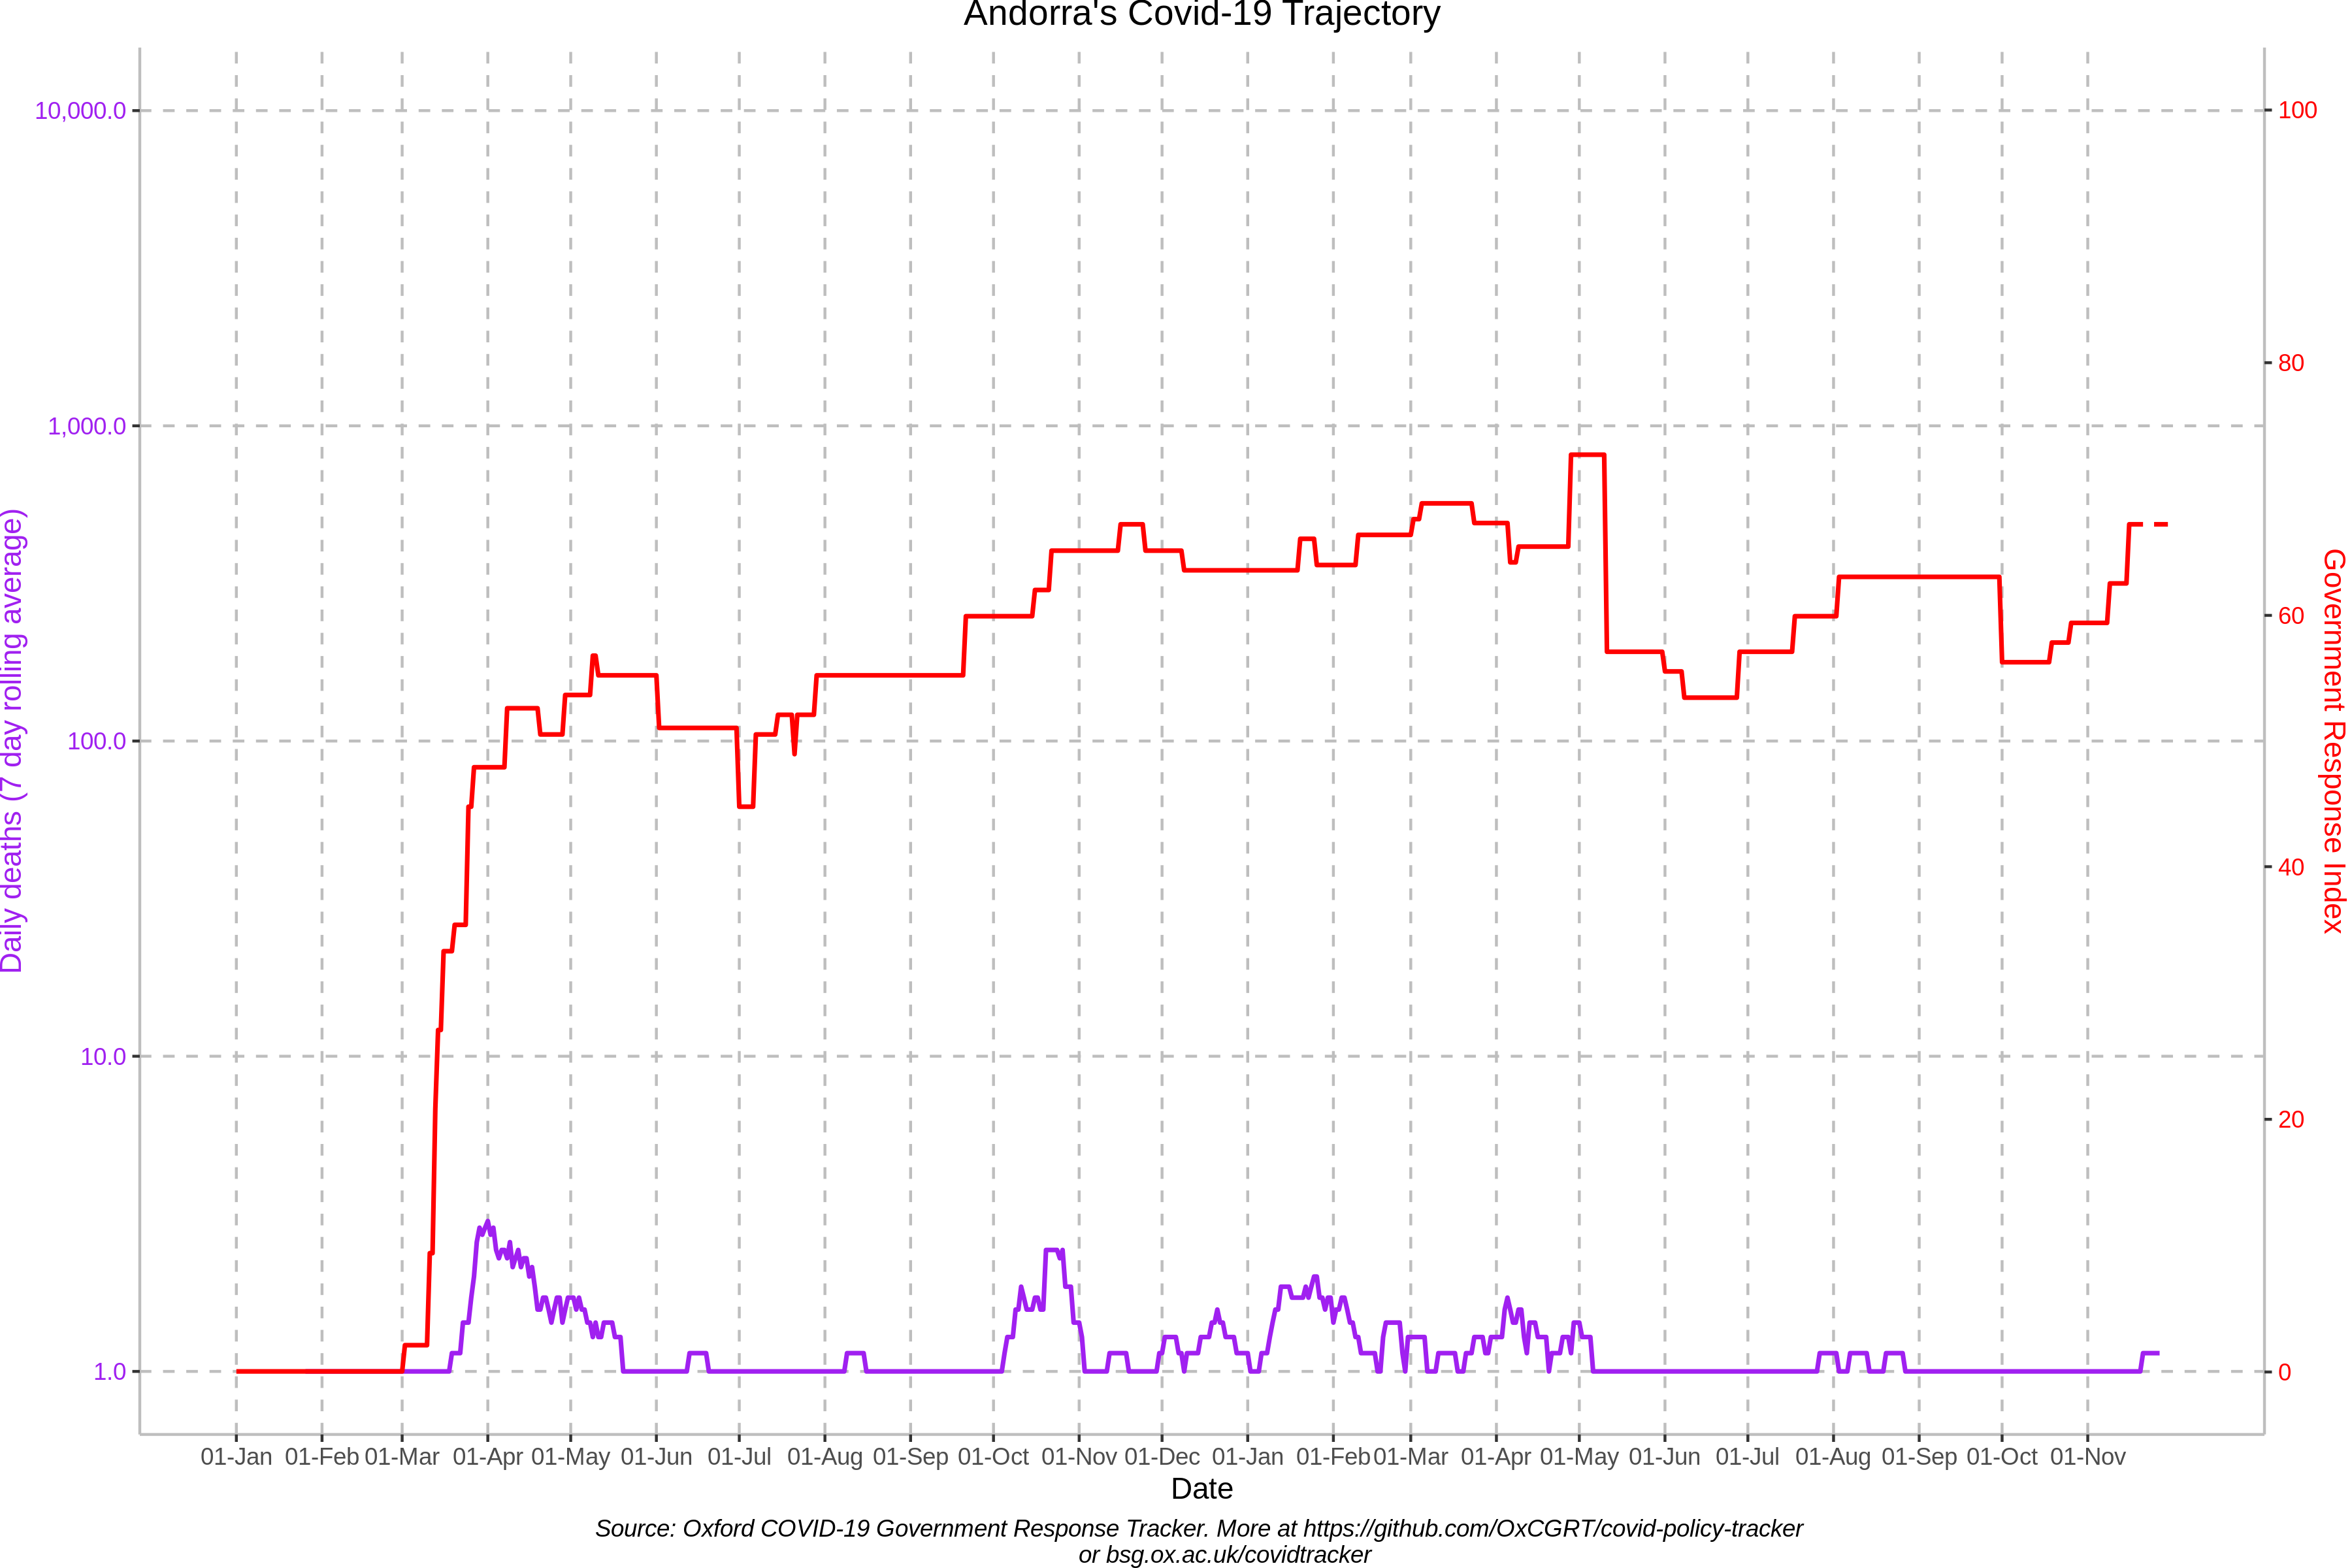 Andorra's Covid-19 Trajectory
10,000.0
1,000.0
100.0
10.0
1.0
Daily deaths (7 day rolling average)
100
80
60
40
20
0
Government Response Index
01-Jan 01-Feb 01-Mar 01-Apr 01-May 01-Jun 01-Jul 01-Aug 01-Sep 01-Oct 01-Nov 01-Dec 01-Jan 01-Feb 01-Mar 01-Apr 01-May 01-Jun 01-Jul 01-Aug 01-Sep 01-Oct 01-Nov
Date
Source: Oxford COVID-19 Government Response Tracker. More at https://github.com/OxCGRT/covid-policy-tracker
or bsg.ox.ac.uk/covidtracker